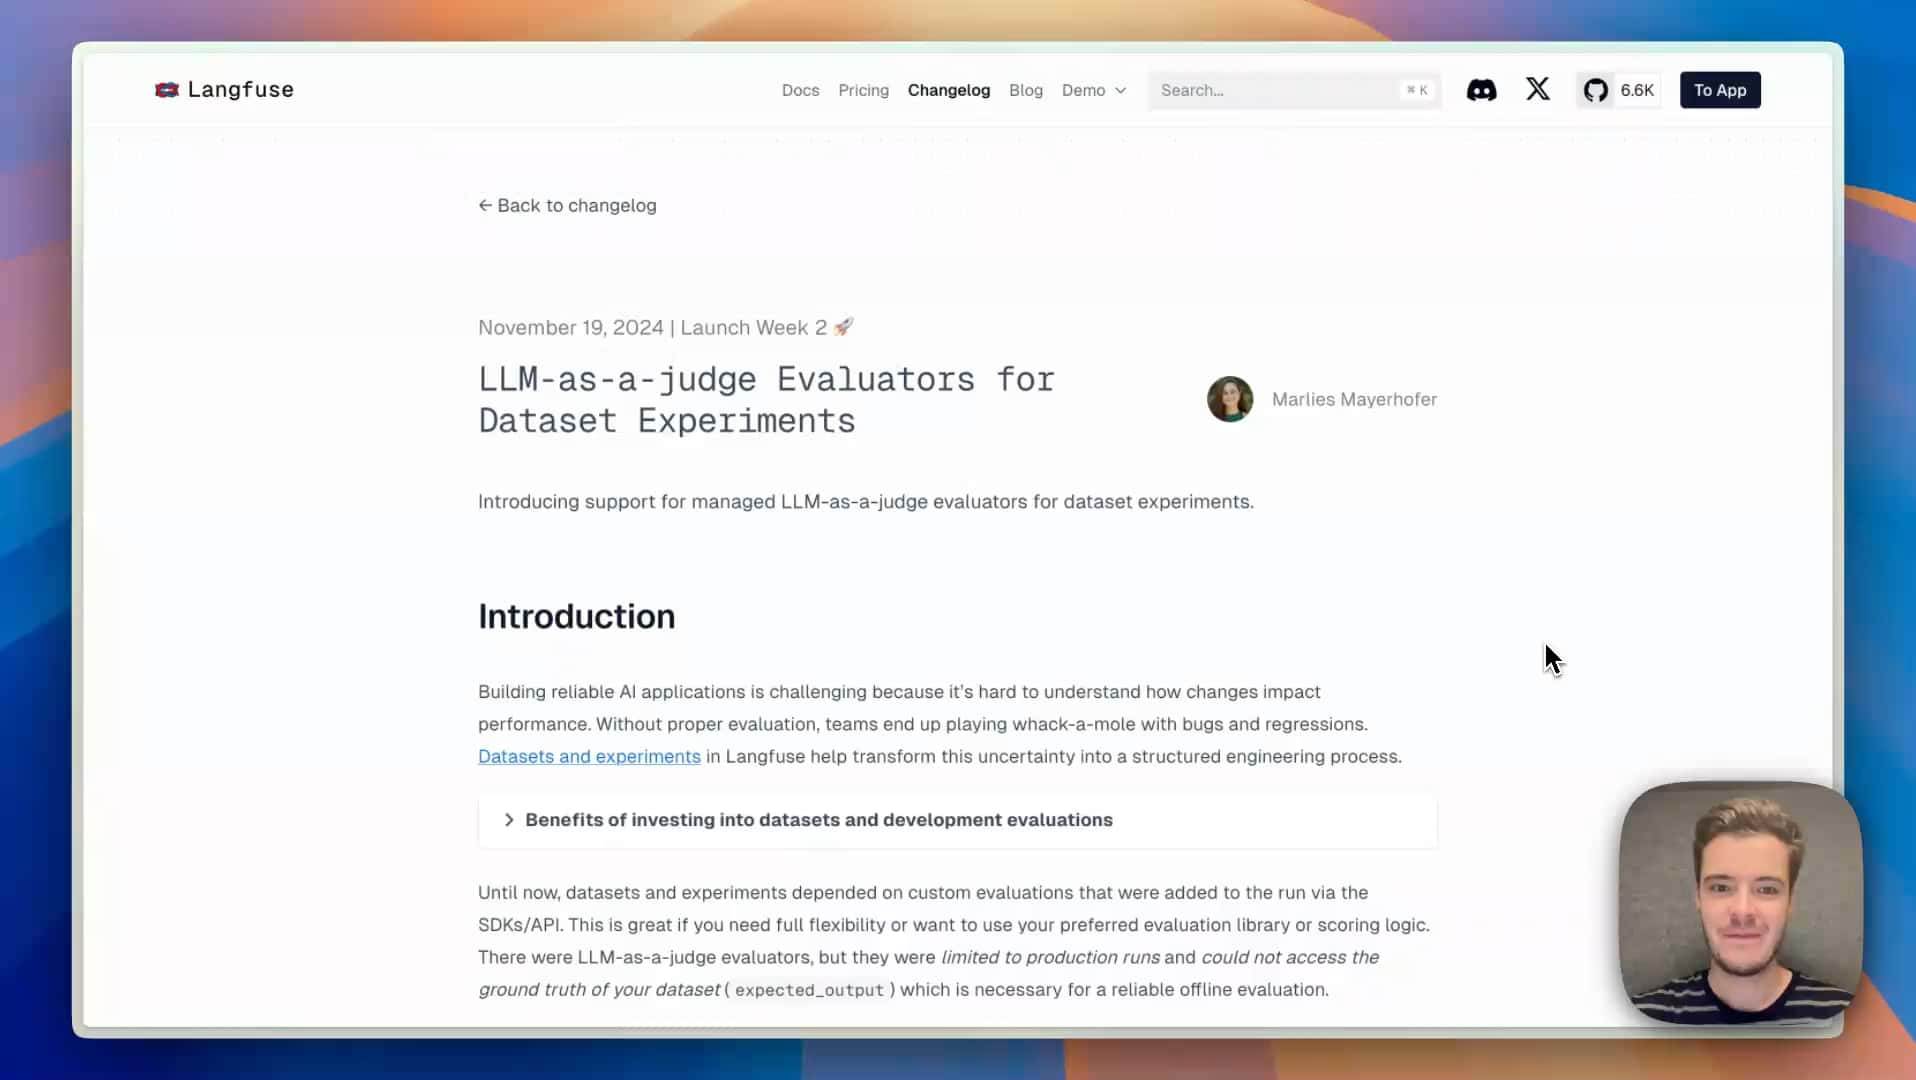 Langfuse
Docs Pricing Changelog Blog Demo Search... ⌘ K 6.6K To App
← Back to changelog
November 19, 2024 | Launch Week 2 🚀
LLM-as-a-judge Evaluators for
Dataset Experiments
Marlies Mayerhofer
Introducing support for managed LLM-as-a-judge evaluators for dataset experiments.
Introduction
Building reliable AI applications is challenging because it's hard to understand how changes impact
performance. Without proper evaluation, teams end up playing whack-a-mole with bugs and regressions.
Datasets and experiments in Langfuse help transform this uncertainty into a structured engineering process.
Benefits of investing into datasets and development evaluations
Until now, datasets and experiments depended on custom evaluations that were added to the run via the
SDKs/API. This is great if you need full flexibility or want to use your preferred evaluation library or scoring logic.
There were LLM-as-a-judge evaluators, but they were limited to production runs and could not access the
ground truth of your dataset ( expected_output ) which is necessary for a reliable offline evaluation.